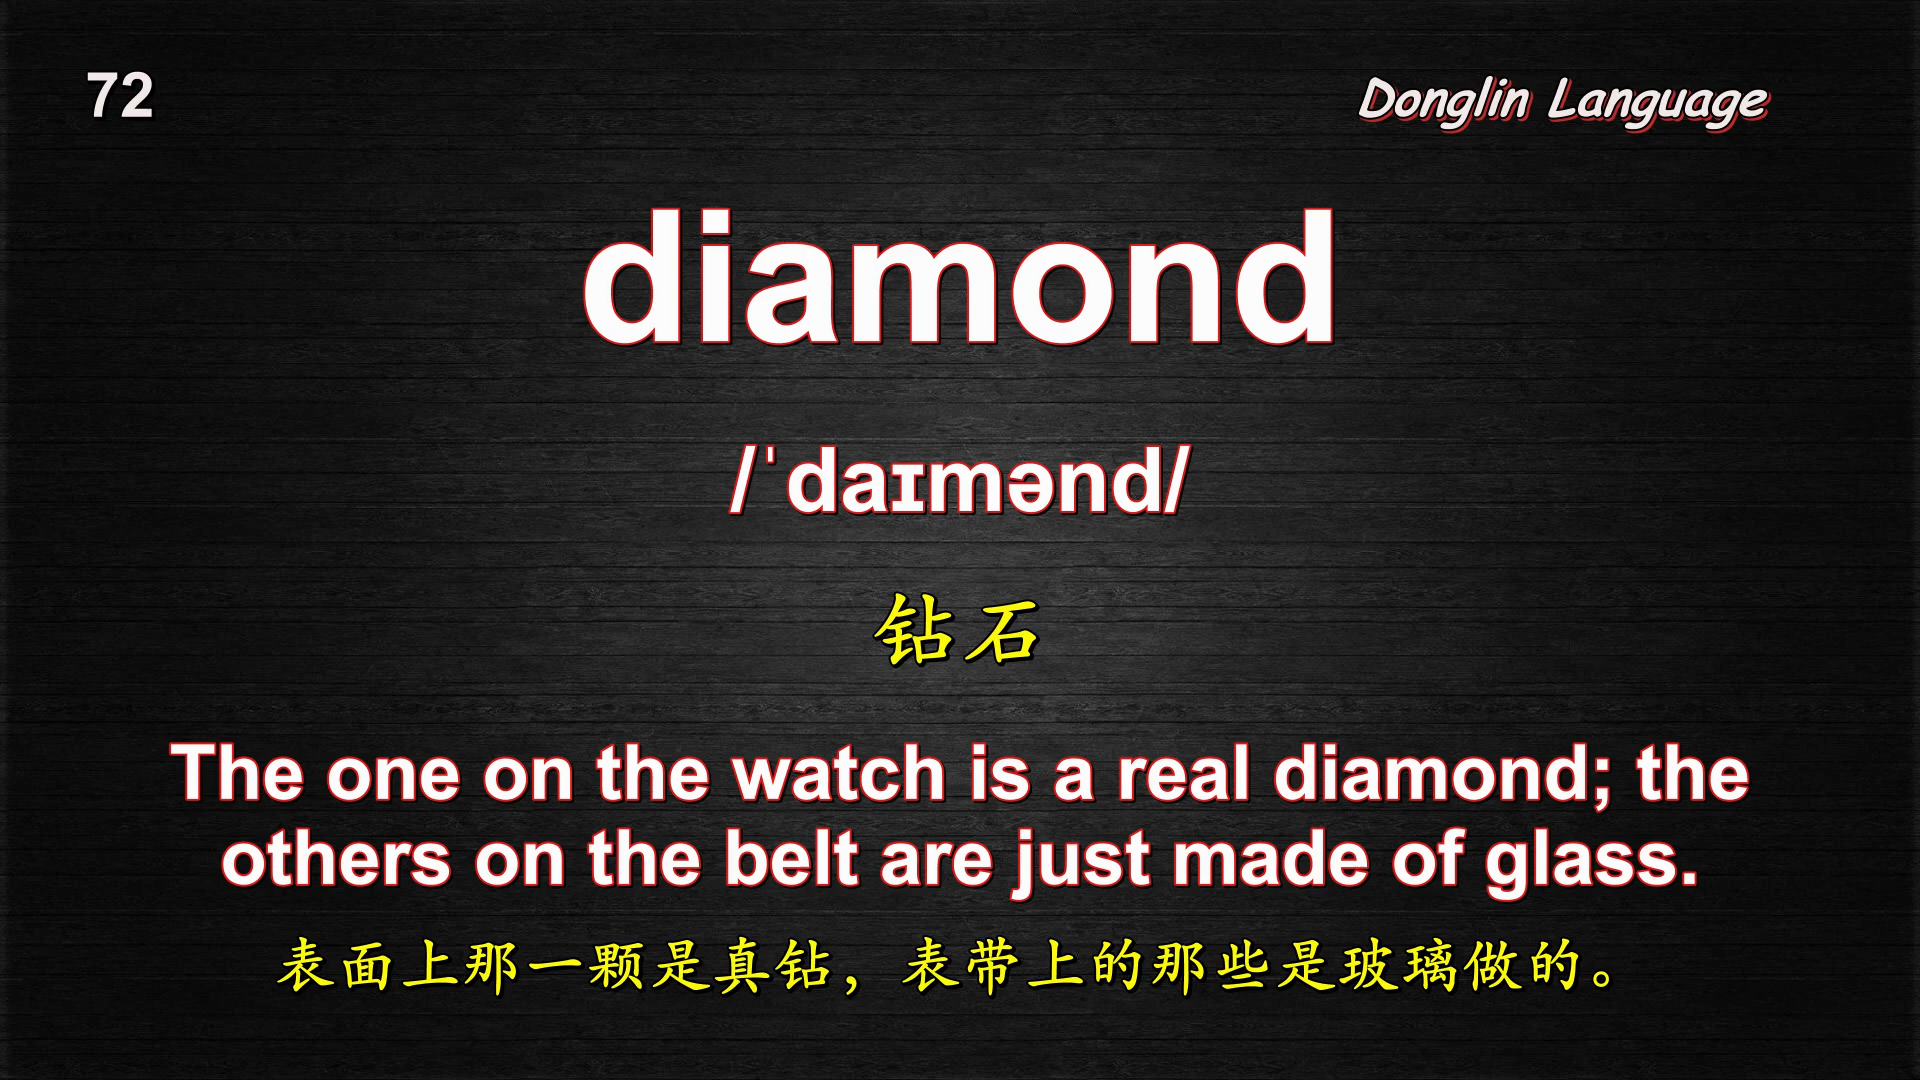 72
Donglin Language
diamond
/ˈdaɪmənd/
钻石
The one on the watch is a real diamond; the
others on the belt are just made of glass.
表面上那一颗是真钻，表带上的那些是玻璃做的。